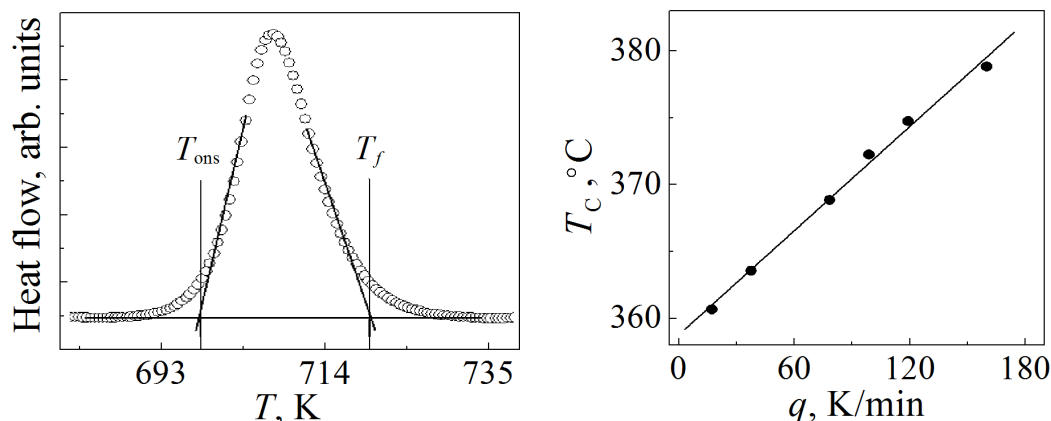 Heat flow, arb. units
T_ons
T_f
693
714
735
T, K
T_C, °C
380
370
360
0
60
120
180
q, K/min